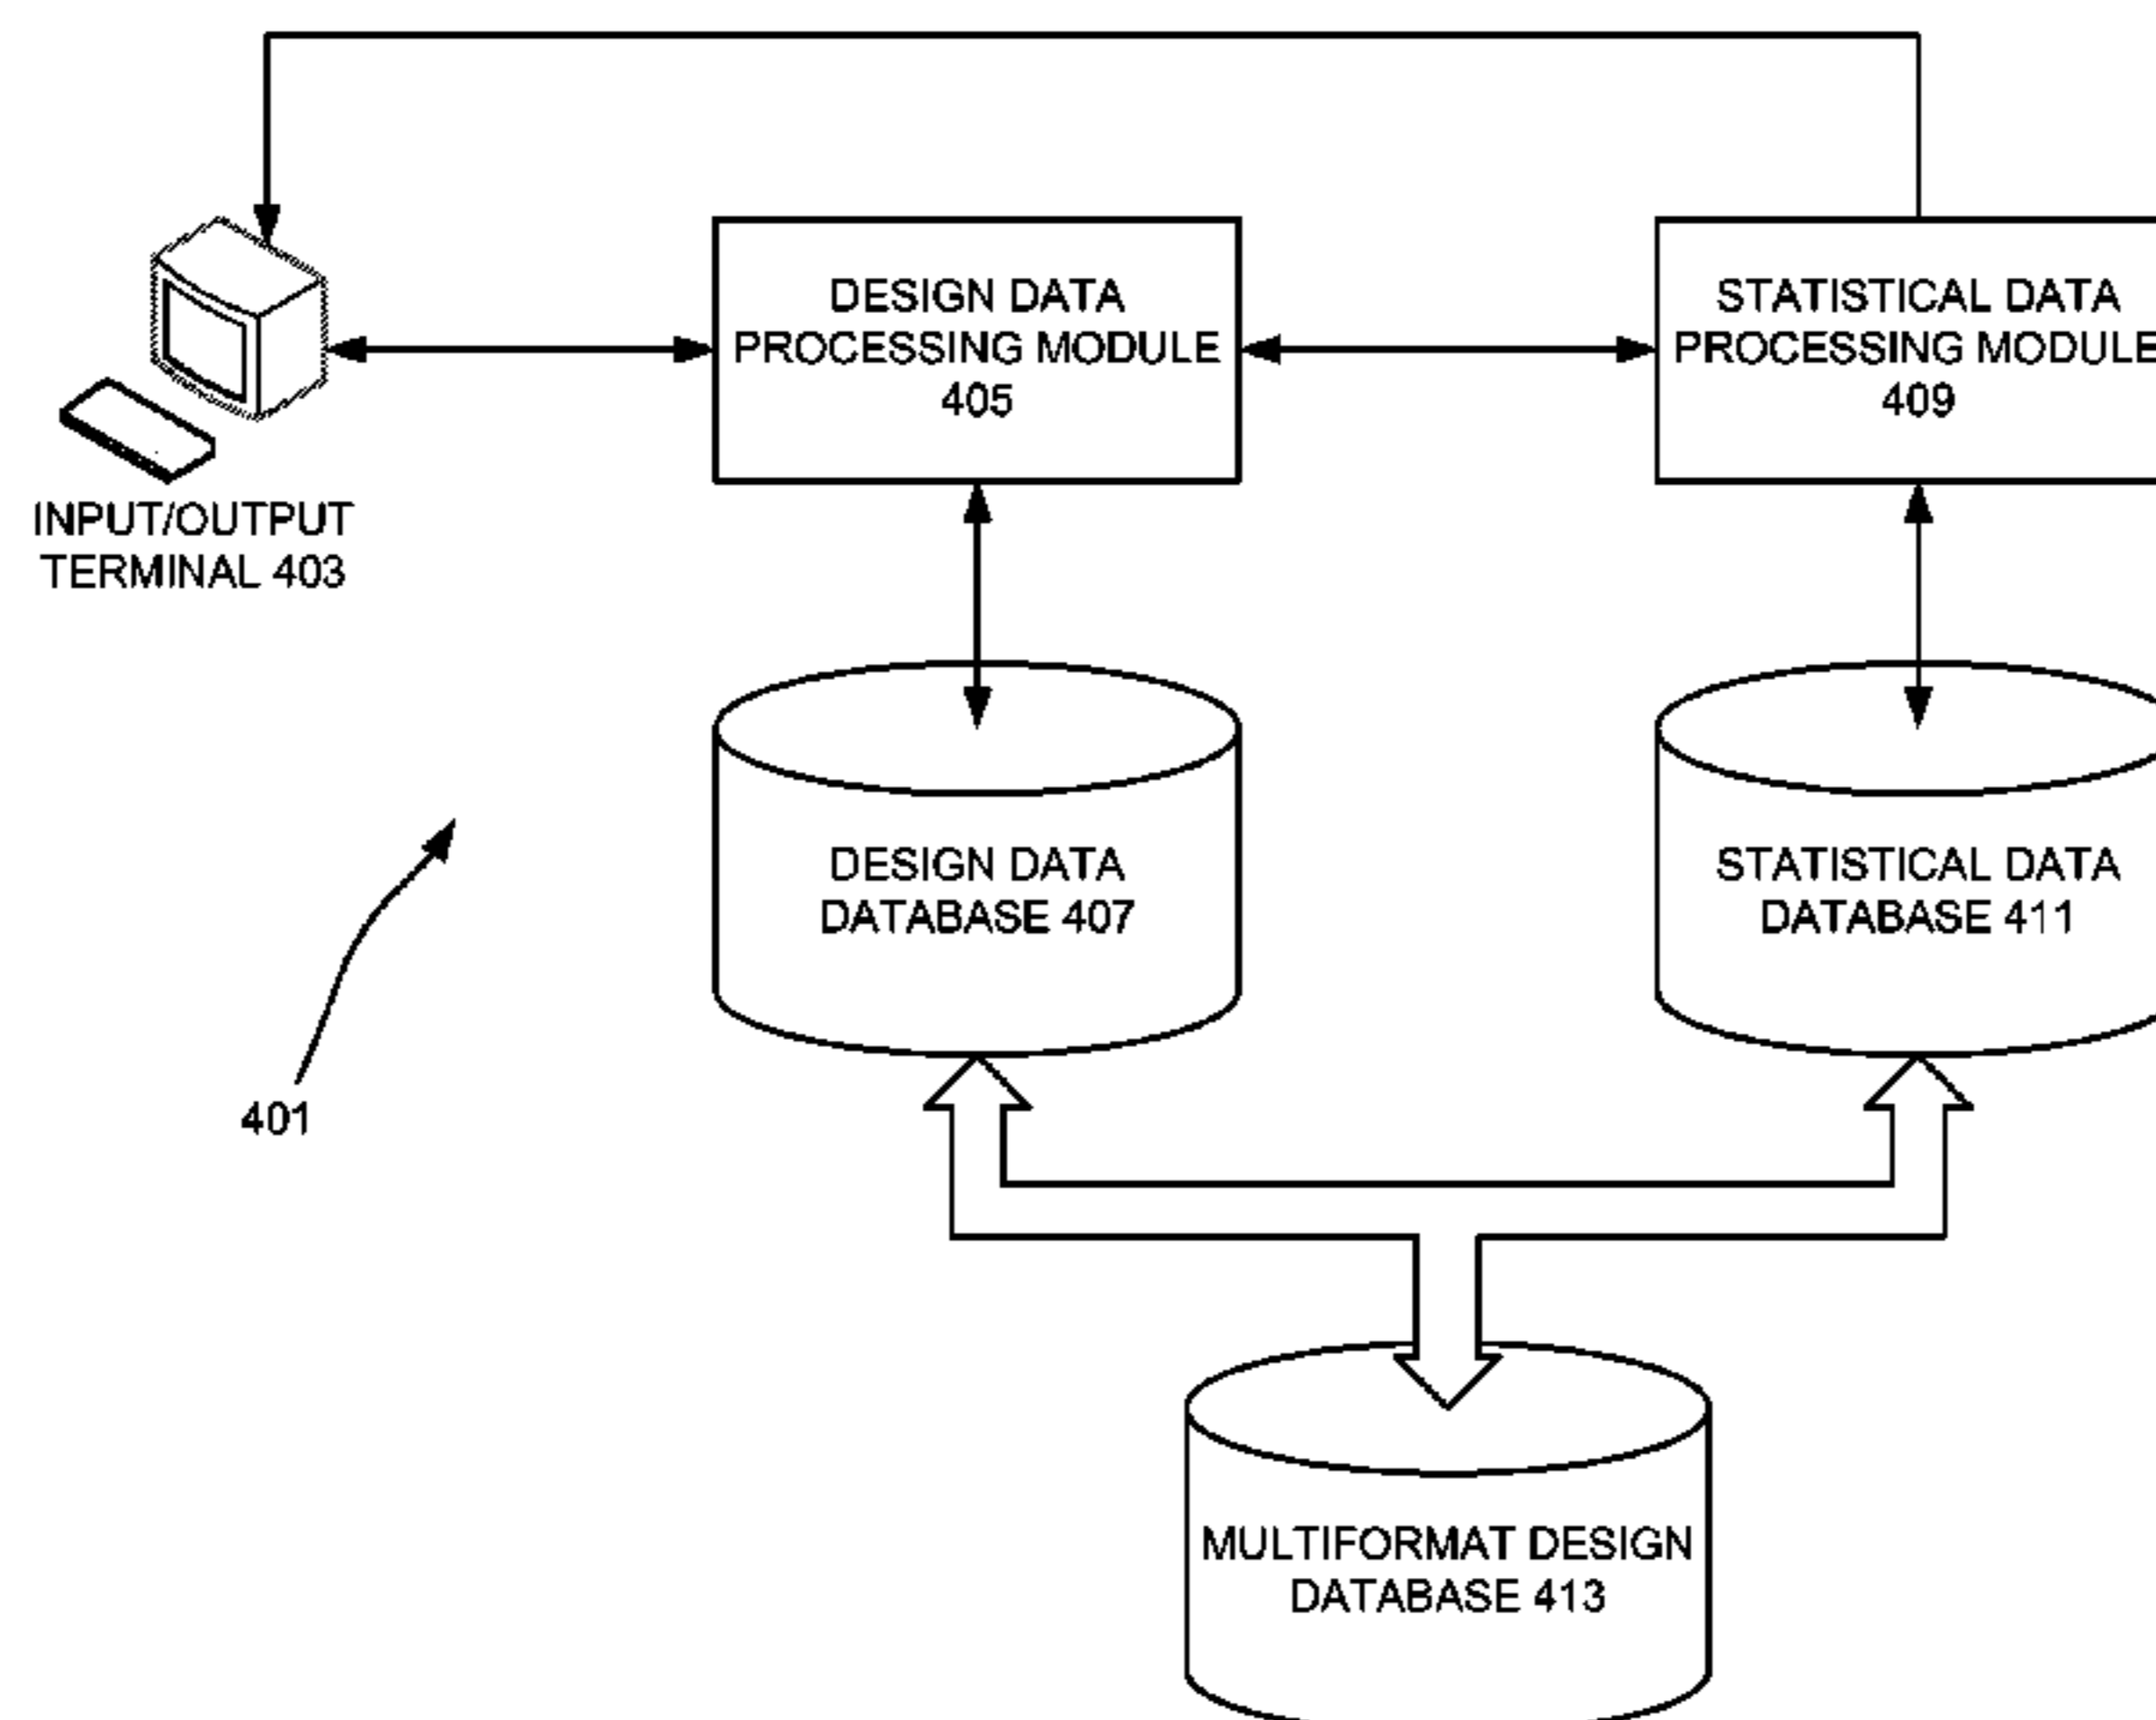 DESIGN DATA
PROCESSING MODULE
405
STATISTICAL DATA
PROCESSING MODULE
409
INPUT/OUTPUT
TERMINAL 403
DESIGN DATA
DATABASE 407
STATISTICAL DATA
DATABASE 411
401
MULTIFORMAT DESIGN
DATABASE 413